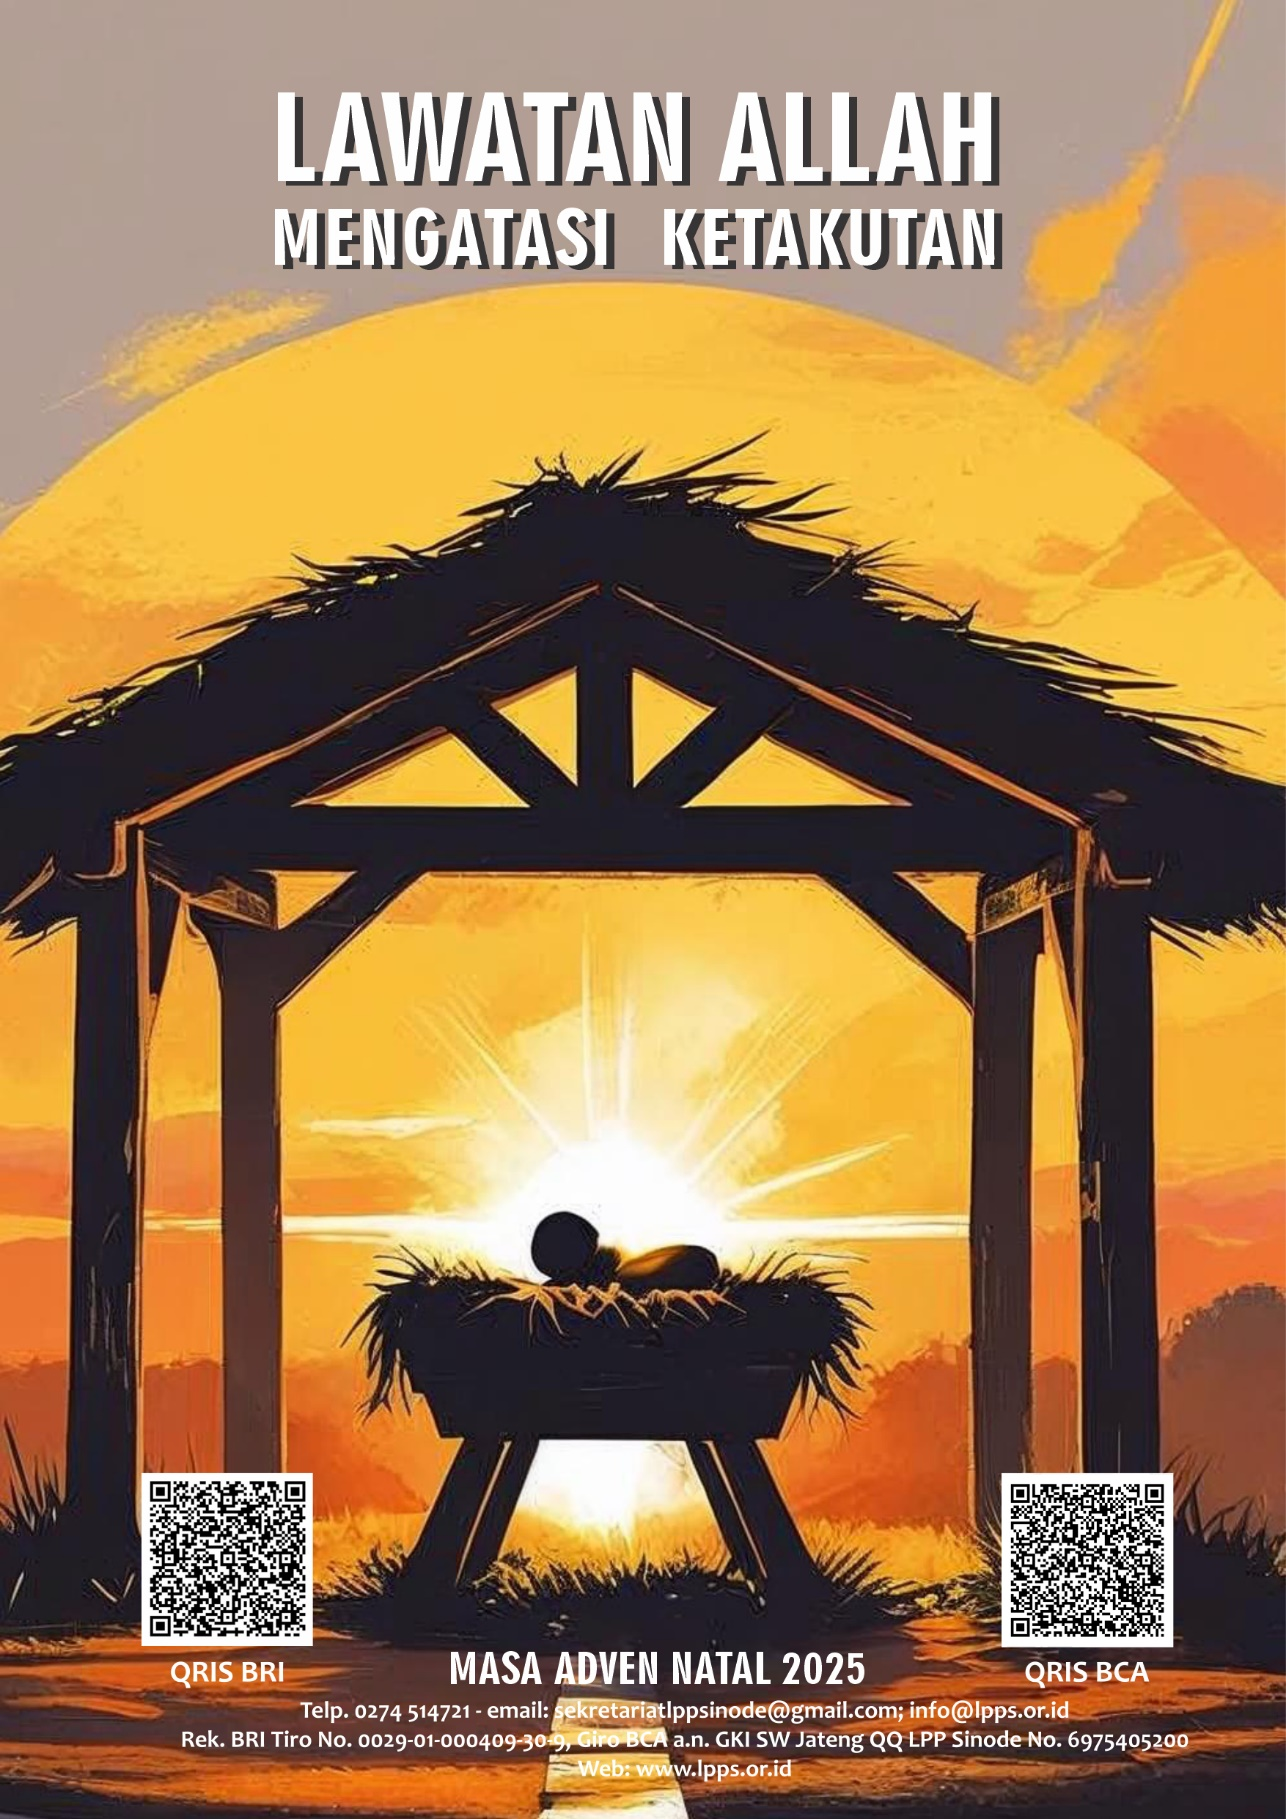 LAWATAN ALLAH
MENGATASI KETAKUTAN
QRIS BRI
MASA ADVEN NATAL 2025
QRIS BCA
Telp. 0274 514721 - email: sekretariatlppsinode@gmail.com; info@lpps.or.id
Rek. BRI Tiro No. 0029-01-000409-30-9, Giro BCA a.n. GKI SW Jateng QQ LPP Sinode No. 6975405200
Web: www.lpps.or.id